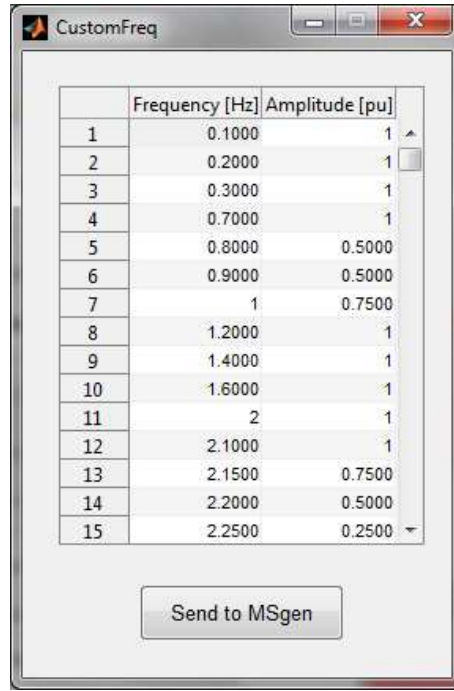 CustomFreq
Frequency [Hz] Amplitude [pu]
1 0.1000 1
2 0.2000 1
3 0.3000 1
4 0.7000 1
5 0.8000 0.5000
6 0.9000 0.5000
7 1 0.7500
8 1.2000 1
9 1.4000 1
10 1.6000 1
11 2 1
12 2.1000 1
13 2.1500 0.7500
14 2.2000 0.5000
15 2.2500 0.2500
Send to MSgen